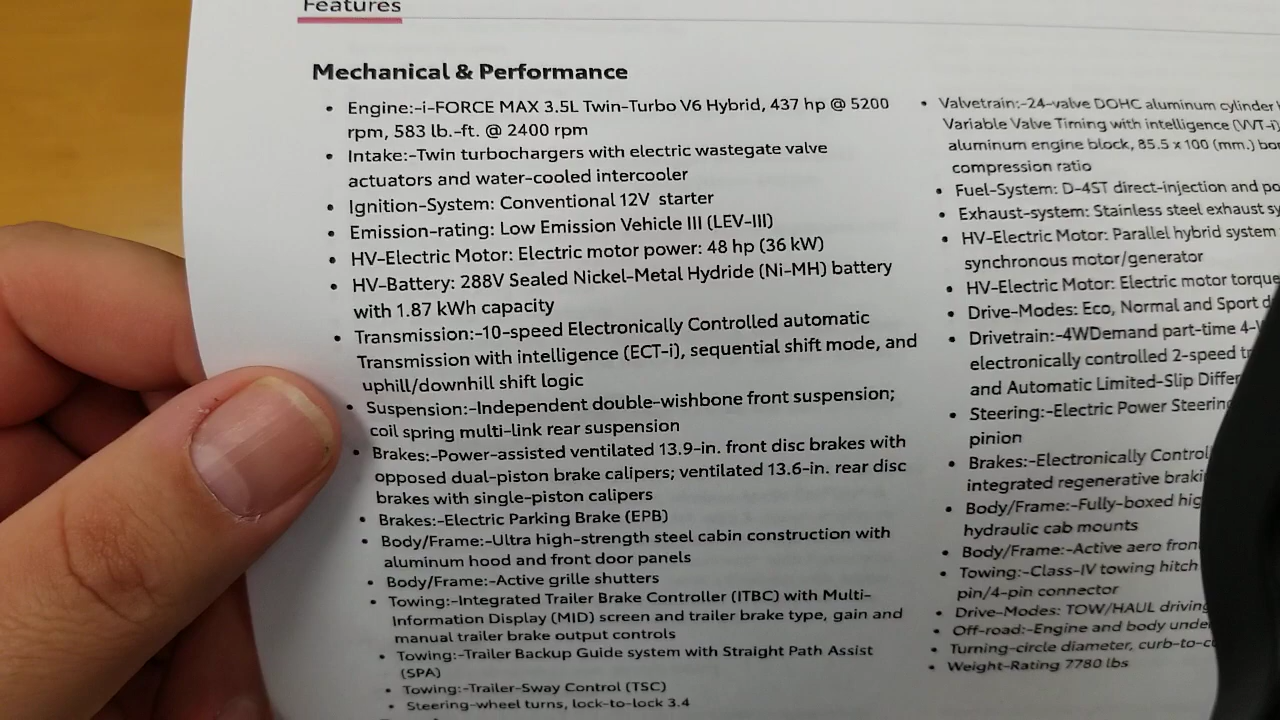 Features
Mechanical & Performance
• Engine:-i-FORCE MAX 3.5L Twin-Turbo V6 Hybrid, 437 hp @ 5200
rpm, 583 lb.-ft. @ 2400 rpm
• Intake:-Twin turbochargers with electric wastegate valve
actuators and water-cooled intercooler
• Ignition-System: Conventional 12V starter
• Emission-rating: Low Emission Vehicle III (LEV-III)
• HV-Electric Motor: Electric motor power: 48 hp (36 kW)
• HV-Battery: 288V Sealed Nickel-Metal Hydride (Ni-MH) battery
with 1.87 kWh capacity
• Transmission:-10-speed Electronically Controlled automatic
Transmission with intelligence (ECT-i), sequential shift mode, and
uphill/downhill shift logic
• Suspension:-Independent double-wishbone front suspension;
coil spring multi-link rear suspension
• Brakes:-Power-assisted ventilated 13.9-in. front disc brakes with
opposed dual-piston brake calipers; ventilated 13.6-in. rear disc
brakes with single-piston calipers
• Brakes:-Electric Parking Brake (EPB)
• Body/Frame:-Ultra high-strength steel cabin construction with
aluminum hood and front door panels
• Body/Frame:-Active grille shutters
• Towing:-Integrated Trailer Brake Controller (ITBC) with Multi-
Information Display (MID) screen and trailer brake type, gain and
manual trailer brake output controls
• Towing:-Trailer Backup Guide system with Straight Path Assist
(SPA)
• Towing:-Trailer-Sway Control (TSC)
• Steering-wheel turns, lock-to-lock 3.4
• Valvetrain:-24-valve DOHC aluminum cylinder
Variable Valve Timing with intelligence (VVT-i)
aluminum engine block, 85.5 x 100 (mm.)
compression ratio
• Fuel-System: D-4ST direct-injection and
• Exhaust-system: Stainless steel exhaust
• HV-Electric Motor: Parallel hybrid system
synchronous motor/generator
• HV-Electric Motor: Electric motor torque
• Drive-Modes: Eco, Normal and Sport
• Drivetrain:-4WDemand part-time
electronically controlled 2-speed
and Automatic Limited-Slip
• Steering:-Electric Power
pinion
• Brakes:-Electronically
integrated regenerative
• Body/Frame:-Fully-boxed
hydraulic cab mounts
• Body/Frame:-Active aero
• Towing:-Class-IV towing hitch
pin/4-pin connector
• Drive-Modes: TOW/HAUL
• Off-road:-Engine and body
• Turning-circle diameter,
• Weight-Rating 7780 lbs